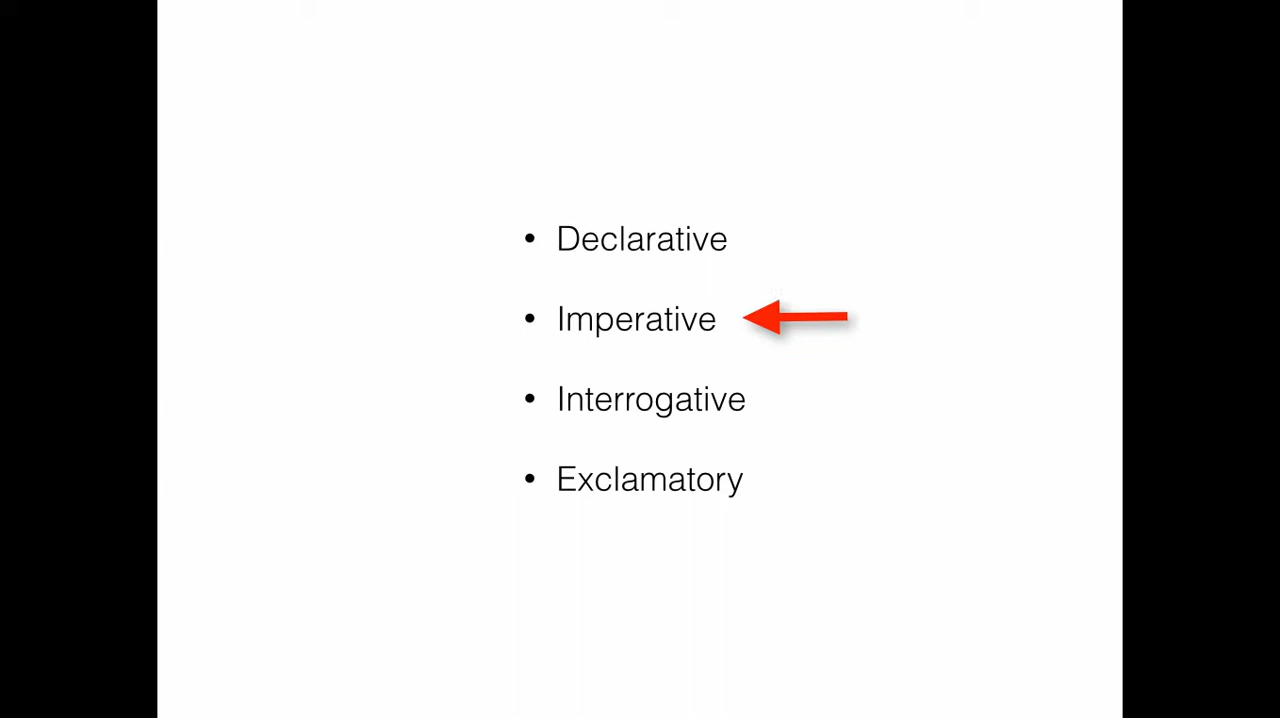 • Declarative
• Imperative
• Interrogative
• Exclamatory